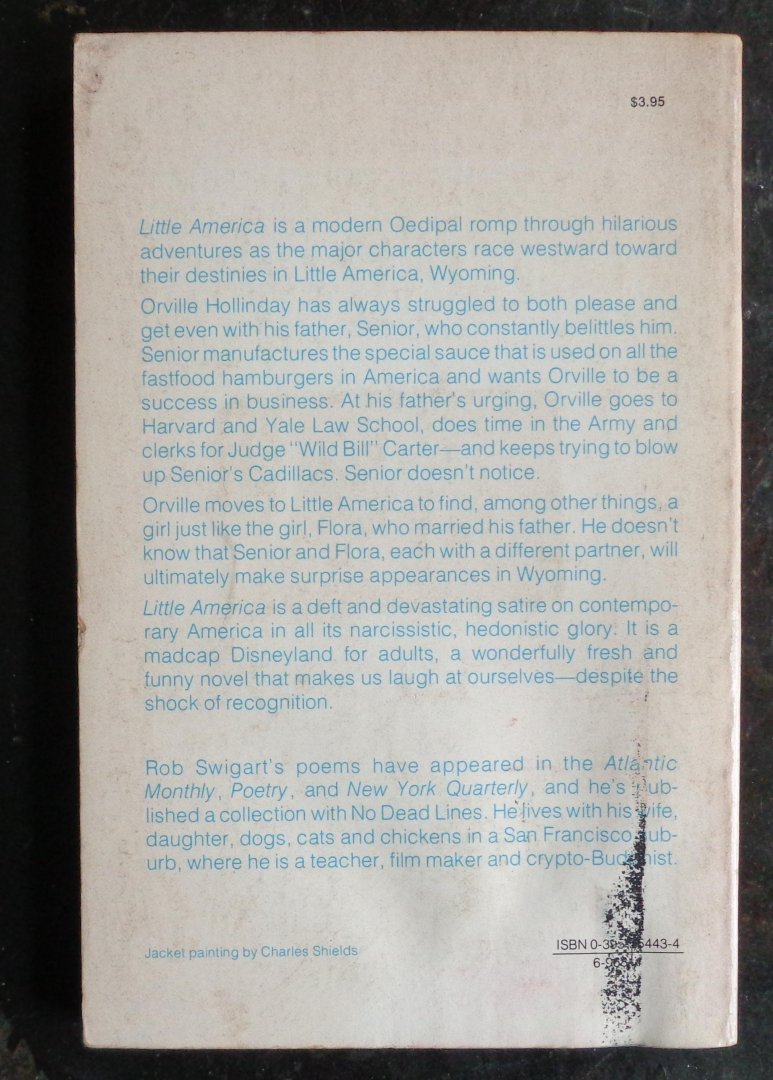 $3.95
Little America is a modern Oedipal romp through hilarious
adventures as the major characters race westward toward
their destinies in Little America, Wyoming.
Orville Hollinday has always struggled to both please and
get even with his father, Senior, who constantly belittles him.
Senior manufactures the special sauce that is used on all the
fastfood hamburgers in America and wants Orville to be a
success in business. At his father's urging, Orville goes to
Harvard and Yale Law School, does time in the Army and
clerks for Judge "Wild Bill" Carter—and keeps trying to blow
up Senior's Cadillacs. Senior doesn't notice.
Orville moves to Little America to find, among other things, a
girl just like the girl, Flora, who married his father. He doesn't
know that Senior and Flora, each with a different partner, will
ultimately make surprise appearances in Wyoming.
Little America is a deft and devastating satire on contempo-
rary America in all its narcissistic, hedonistic glory. It is a
madcap Disneyland for adults, a wonderfully fresh and
funny novel that makes us laugh at ourselves—despite the
shock of recognition.
Rob Swigart's poems have appeared in the Atlantic
Monthly, Poetry, and New York Quarterly, and he's pub-
lished a collection with No Dead Lines. He lives with his wife,
daughter, dogs, cats and chickens in a San Francisco sub-
urb, where he is a teacher, film maker and crypto-Buddhist.
Jacket painting by Charles Shields
ISBN